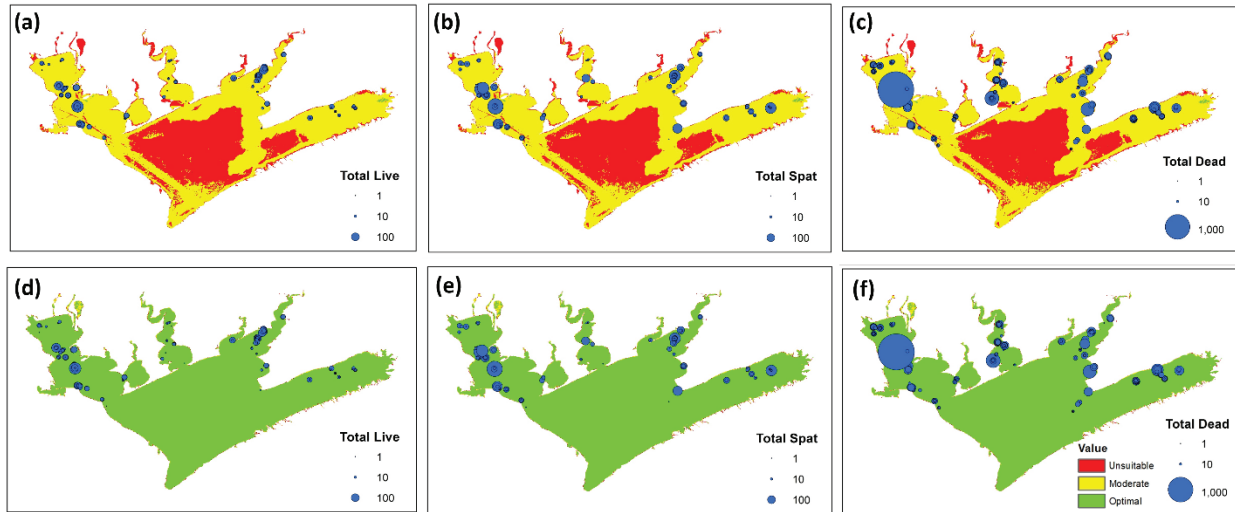 (a)
Total Live
1
10
100
(b)
Total Spat
1
10
100
(c)
Total Dead
1
10
1,000
(d)
Total Live
1
10
100
(e)
Total Spat
1
10
100
(f)
Value
Unsuitable
Moderate
Optimal
Total Dead
1
10
1,000